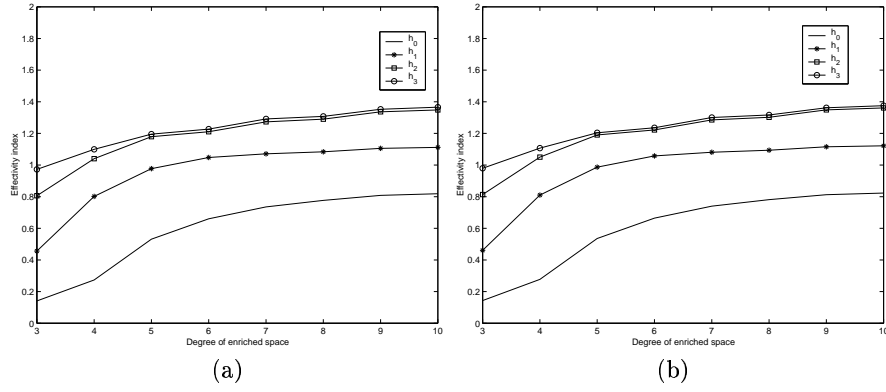 2
1.8
1.6
1.4
1.2
1
0.8
0.6
0.4
0.2
0
Effectivity index
3 4 5 6 7 8 9 10
Degree of enriched space
h0
h1
h2
h3
(a)
2
1.8
1.6
1.4
1.2
1
0.8
0.6
0.4
0.2
0
Effectivity index
3 4 5 6 7 8 9 10
Degree of enriched space
h0
h1
h2
h3
(b)